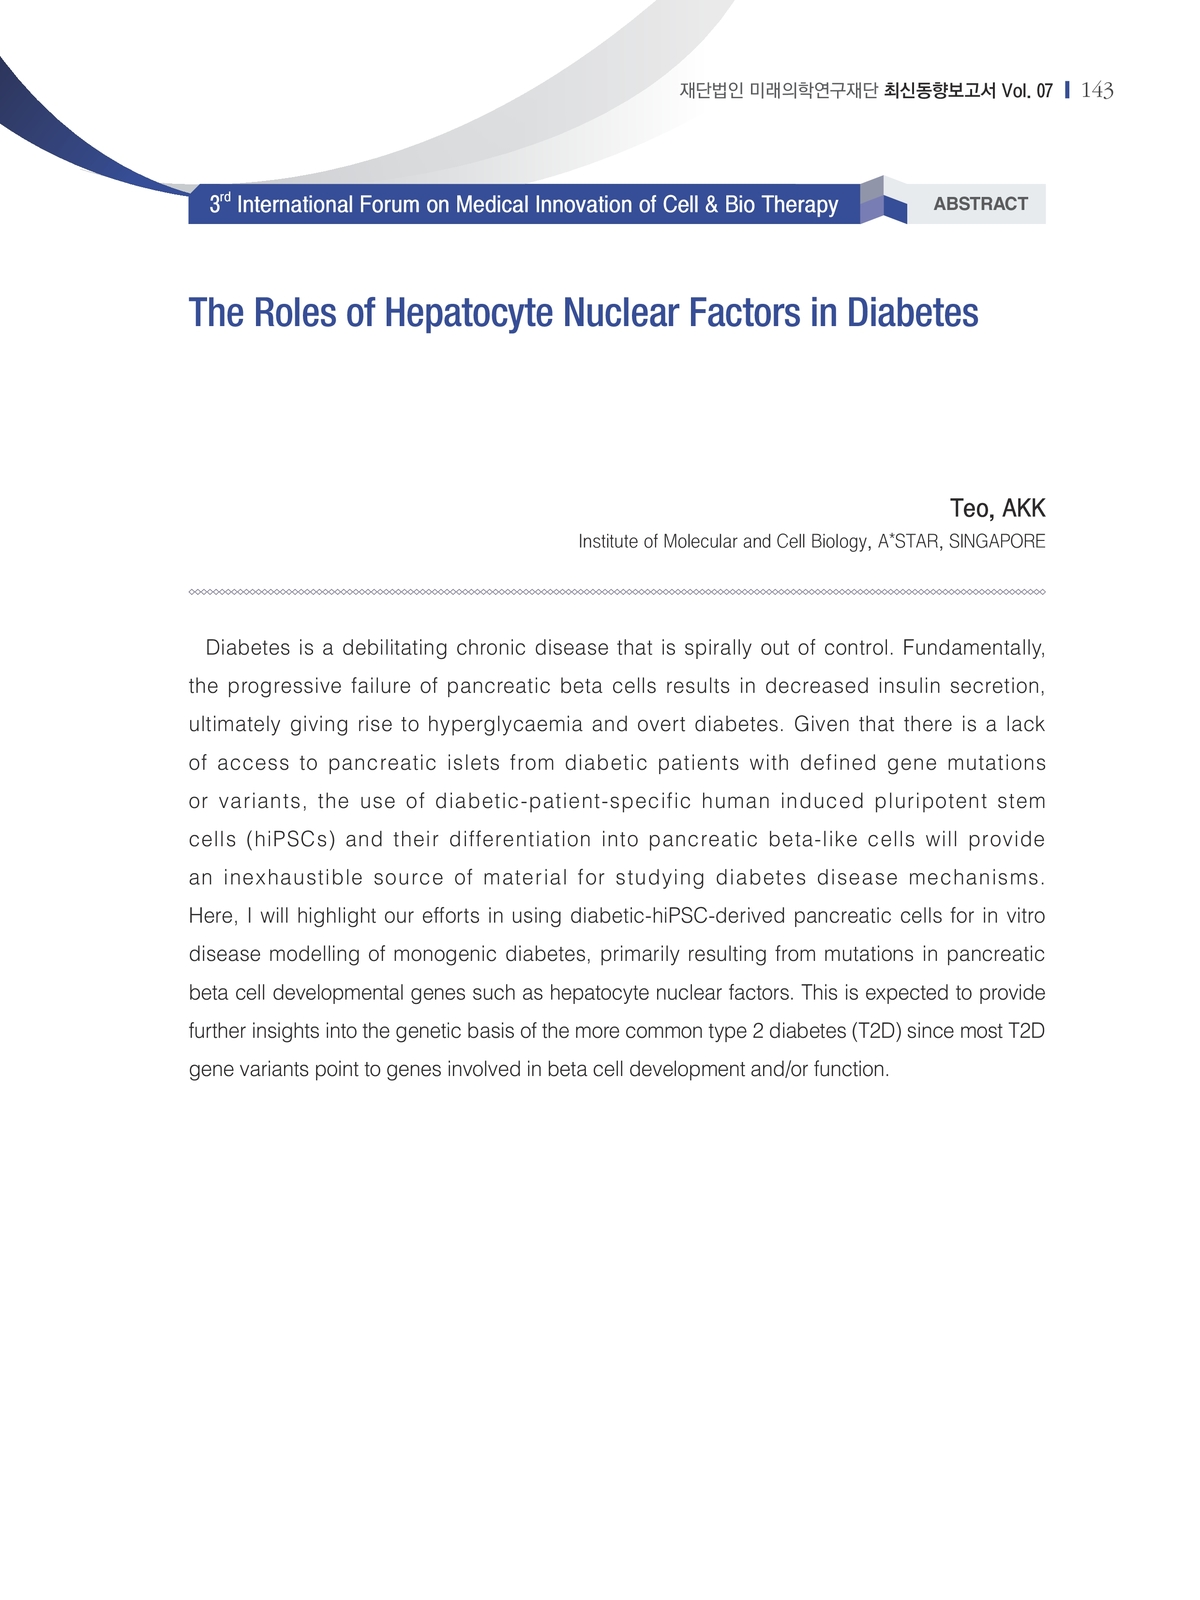 재단법인 미래의학연구재단 최신동향보고서 Vol. 07 143
3rd International Forum on Medical Innovation of Cell & Bio Therapy ABSTRACT
The Roles of Hepatocyte Nuclear Factors in Diabetes
Teo, AKK
Institute of Molecular and Cell Biology, A*STAR, SINGAPORE
Diabetes is a debilitating chronic disease that is spirally out of control. Fundamentally,
the progressive failure of pancreatic beta cells results in decreased insulin secretion,
ultimately giving rise to hyperglycaemia and overt diabetes. Given that there is a lack
of access to pancreatic islets from diabetic patients with defined gene mutations
or variants, the use of diabetic-patient-specific human induced pluripotent stem
cells (hiPSCs) and their differentiation into pancreatic beta-like cells will provide
an inexhaustible source of material for studying diabetes disease mechanisms.
Here, I will highlight our efforts in using diabetic-hiPSC-derived pancreatic cells for in vitro
disease modelling of monogenic diabetes, primarily resulting from mutations in pancreatic
beta cell developmental genes such as hepatocyte nuclear factors. This is expected to provide
further insights into the genetic basis of the more common type 2 diabetes (T2D) since most T2D
gene variants point to genes involved in beta cell development and/or function.